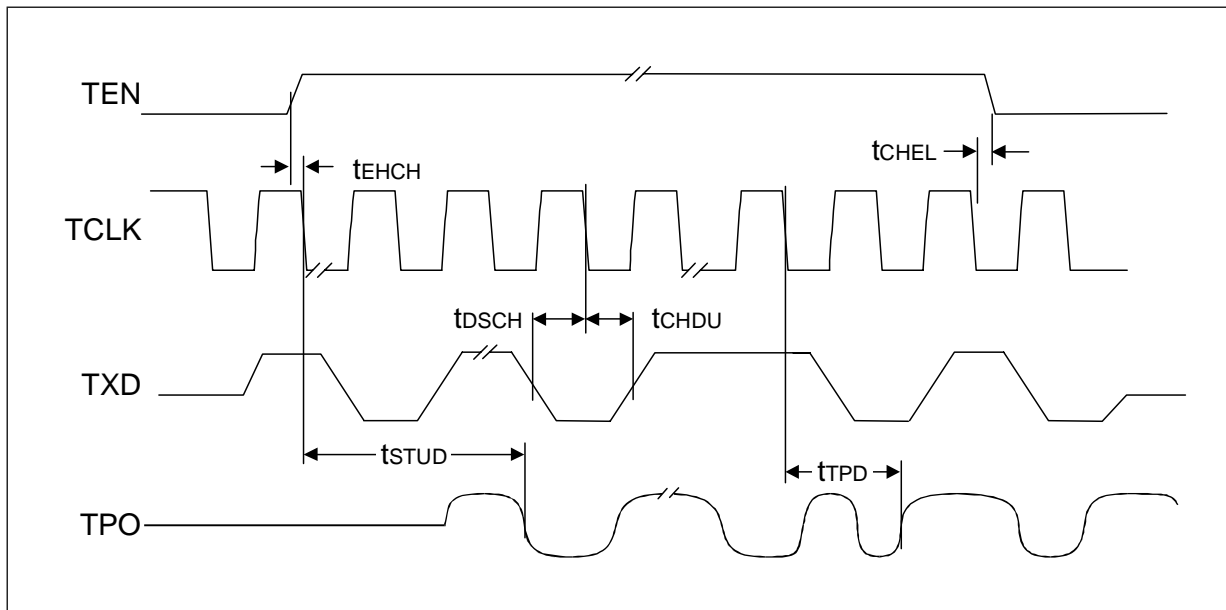 TEN
tCHEL
tEHCH
TCLK
tDSCH
tCHDU
TXD
tSTUD
tTPD
TPO